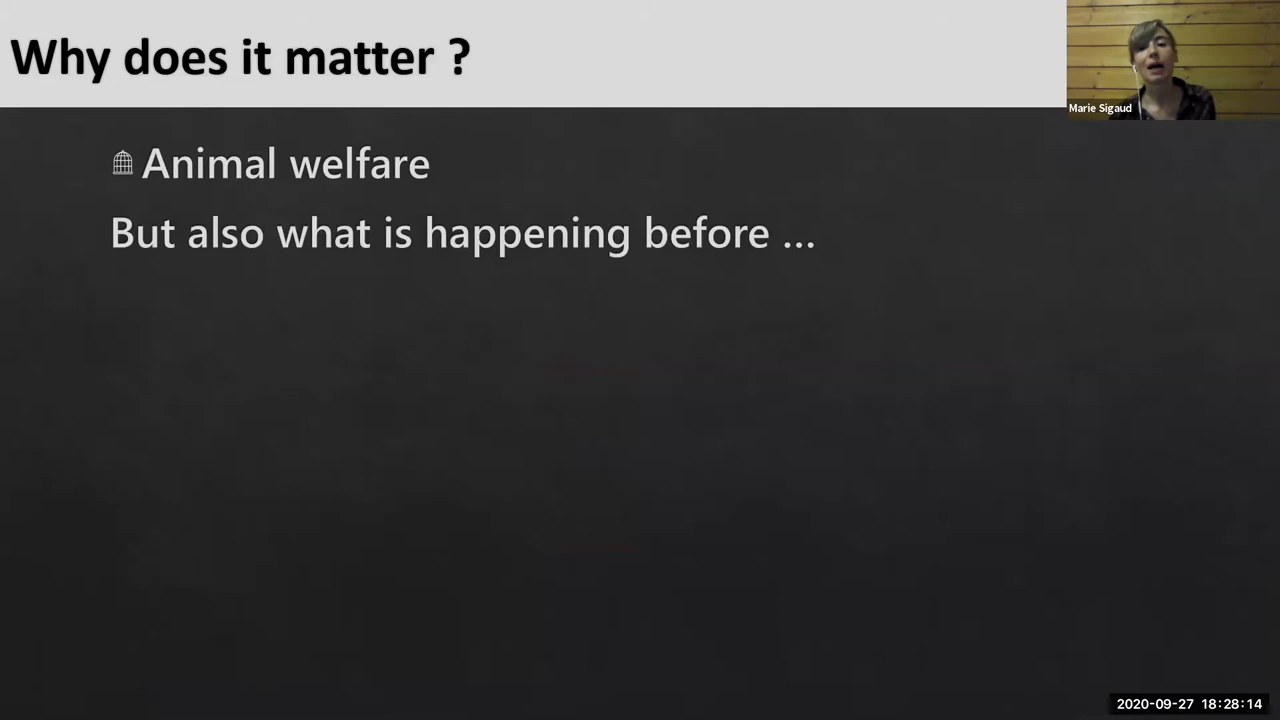 Why does it matter ?
Marie Sigaud
Animal welfare
But also what is happening before ...
2020-09-27 18:28:14